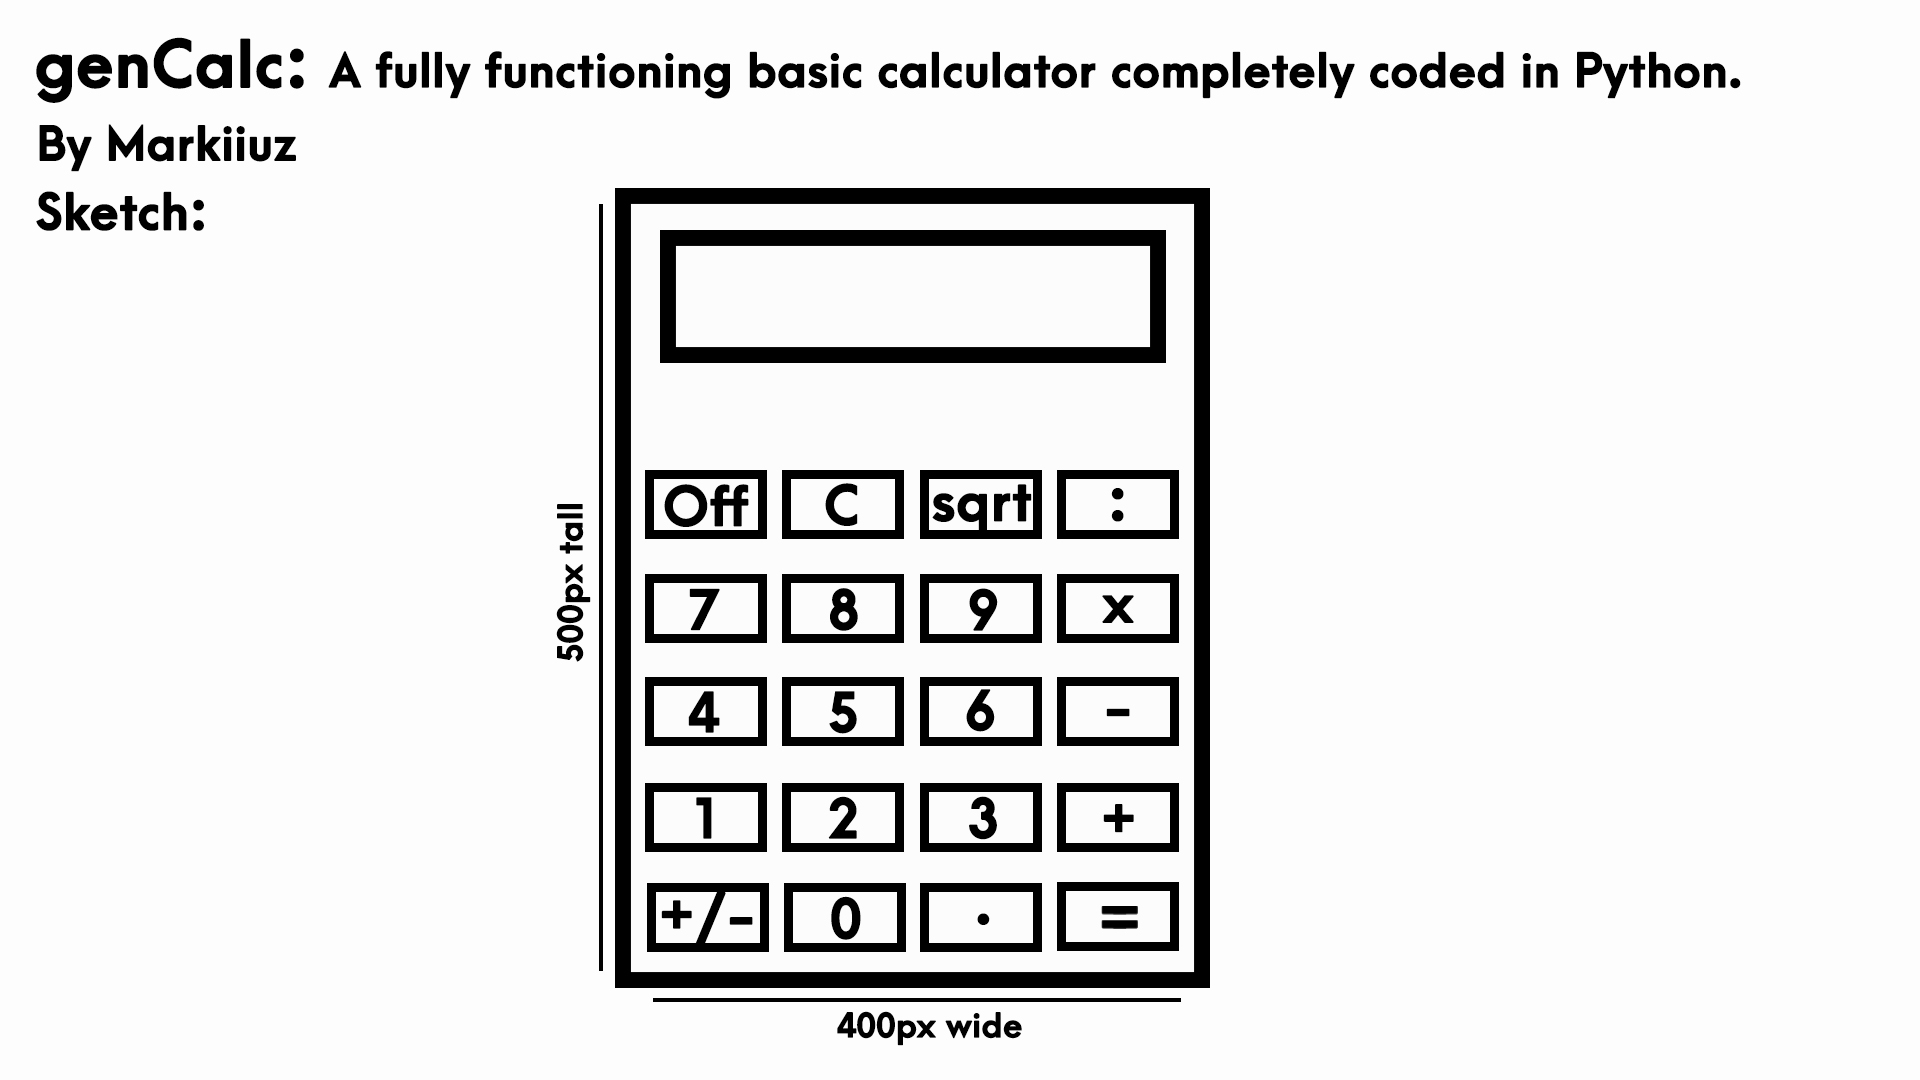 genCalc: A fully functioning basic calculator completely coded in Python.
By Markiiuz
Sketch:
500px tall
Off C sqrt :
7 8 9 x
4 5 6 -
1 2 3 +
+/- 0 · =
400px wide